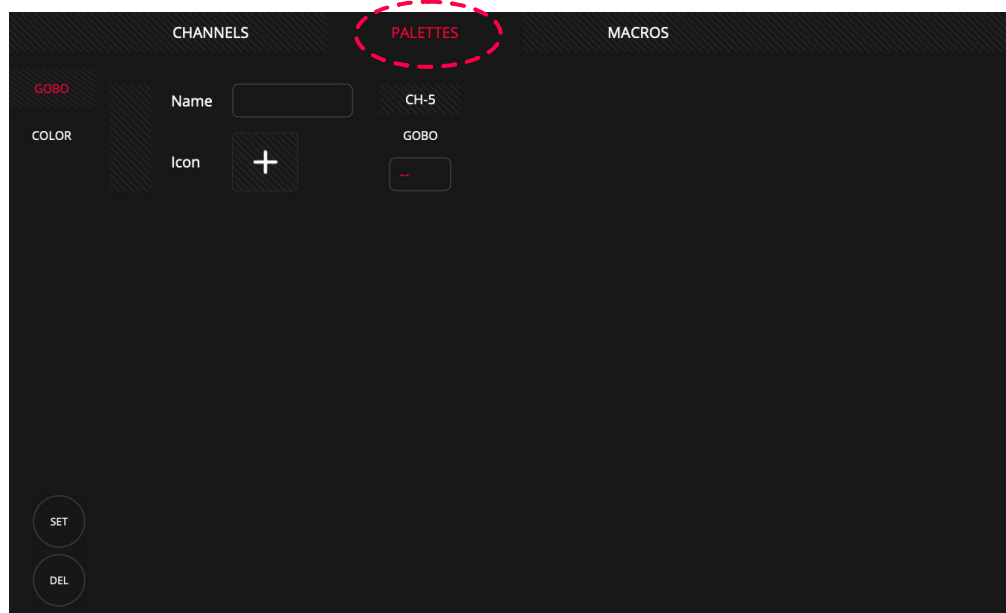 CHANNELS PALETTES MACROS
GOBO
COLOR
Name
Icon
CH-5
GOBO
--
SET
DEL